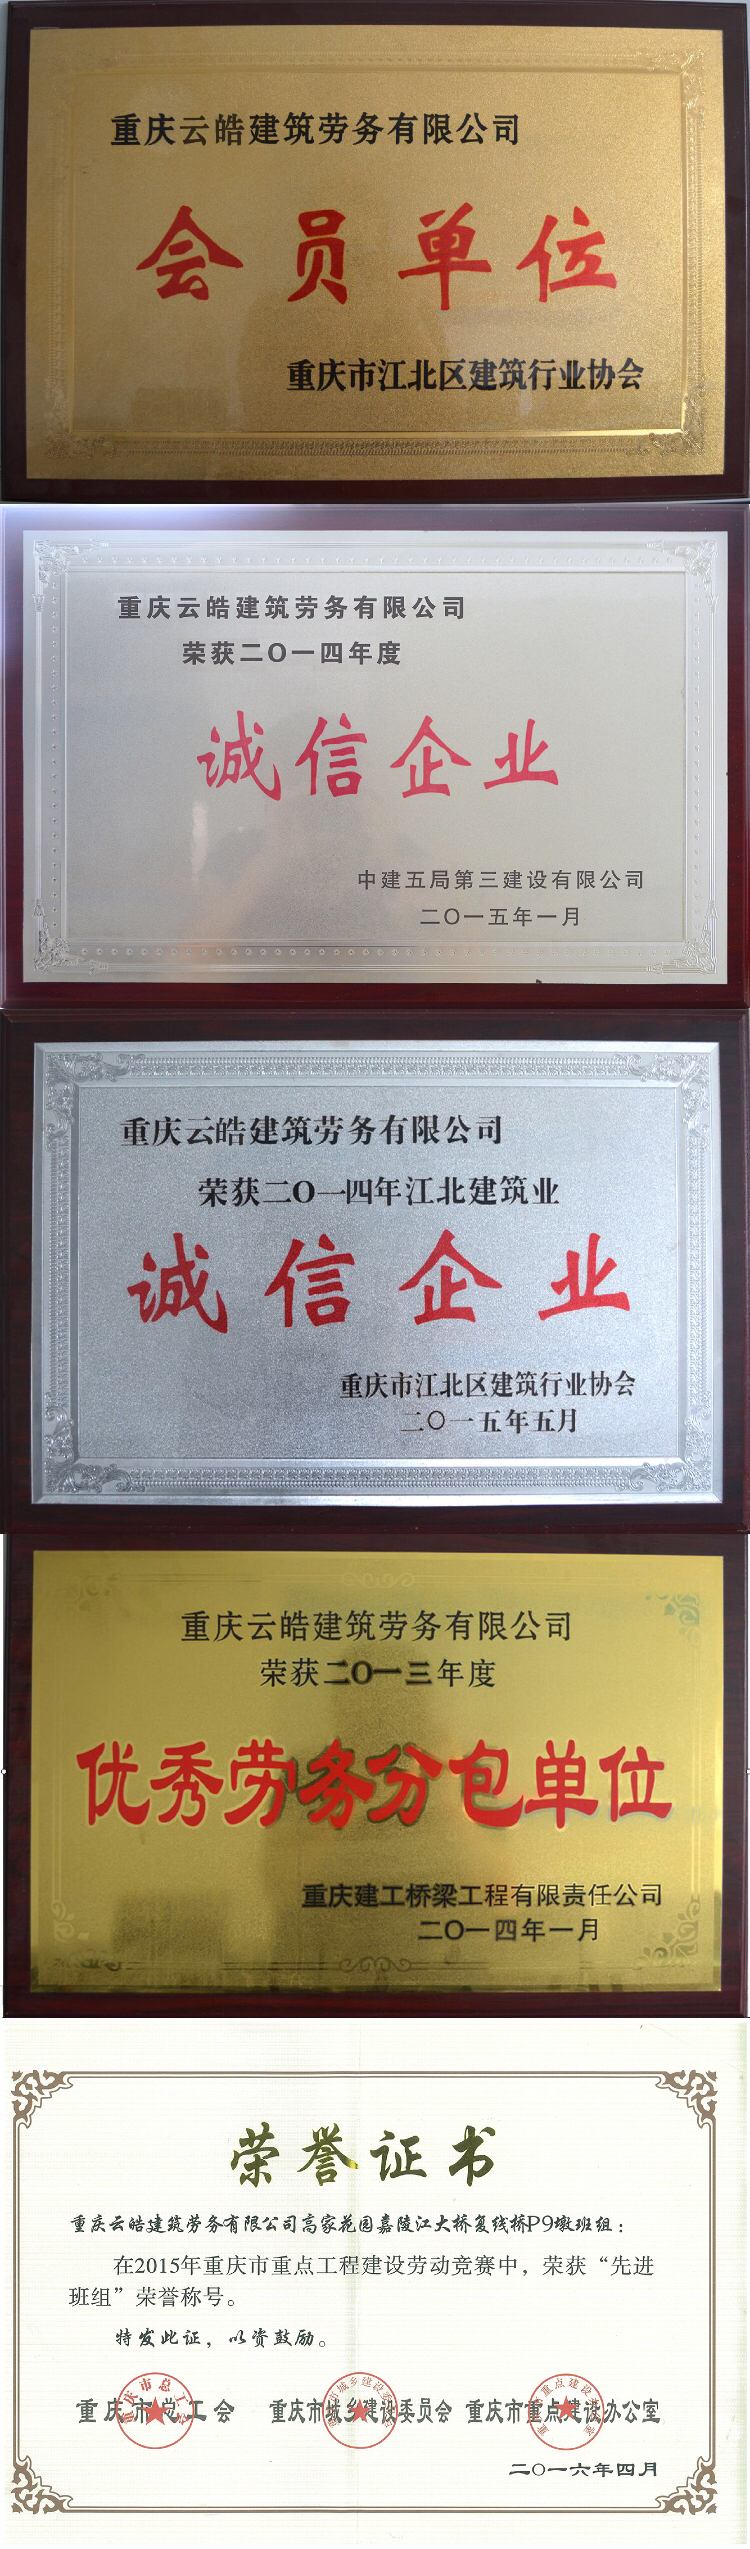 重庆云皓建筑劳务有限公司
会员单位
重庆市江北区建筑行业协会
重庆云皓建筑劳务有限公司
荣获二O一四年度
诚信企业
中建五局第三建设有限公司
二O一五年一月
重庆云皓建筑劳务有限公司
荣获二O一四年江北建筑业
诚信企业
重庆市江北区建筑行业协会
二O一五年五月
重庆云皓建筑劳务有限公司
荣获二O一三年度
优秀劳务分包单位
重庆建工桥梁工程有限责任公司
二O一四年一月
荣誉证书
重庆云皓建筑劳务有限公司高家花园嘉陵江大桥复线桥P9墩班组：
在2015年重庆市重点工程建设劳动竞赛中，荣获“先进
班组”荣誉称号。
特发此证，以资鼓励。
重庆市总工会 重庆市城乡建设委员会 重庆市重点建设办公室
二O一六年四月